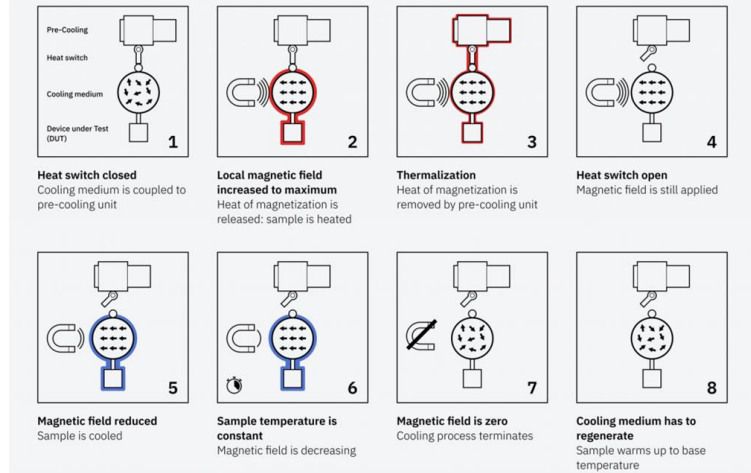 Pre-Cooling
Heat switch
Cooling medium
Device under Test
(DUT)
1
2
3
4
Heat switch closed
Cooling medium is coupled to
pre-cooling unit
Local magnetic field
increased to maximum
Heat of magnetization is
released: sample is heated
Thermalization
Heat of magnetization is
removed by pre-cooling unit
Heat switch open
Magnetic field is still applied
5
6
7
8
Magnetic field reduced
Sample is cooled
Sample temperature is
constant
Magnetic field is decreasing
Magnetic field is zero
Cooling process terminates
Cooling medium has to
regenerate
Sample warms up to base
temperature